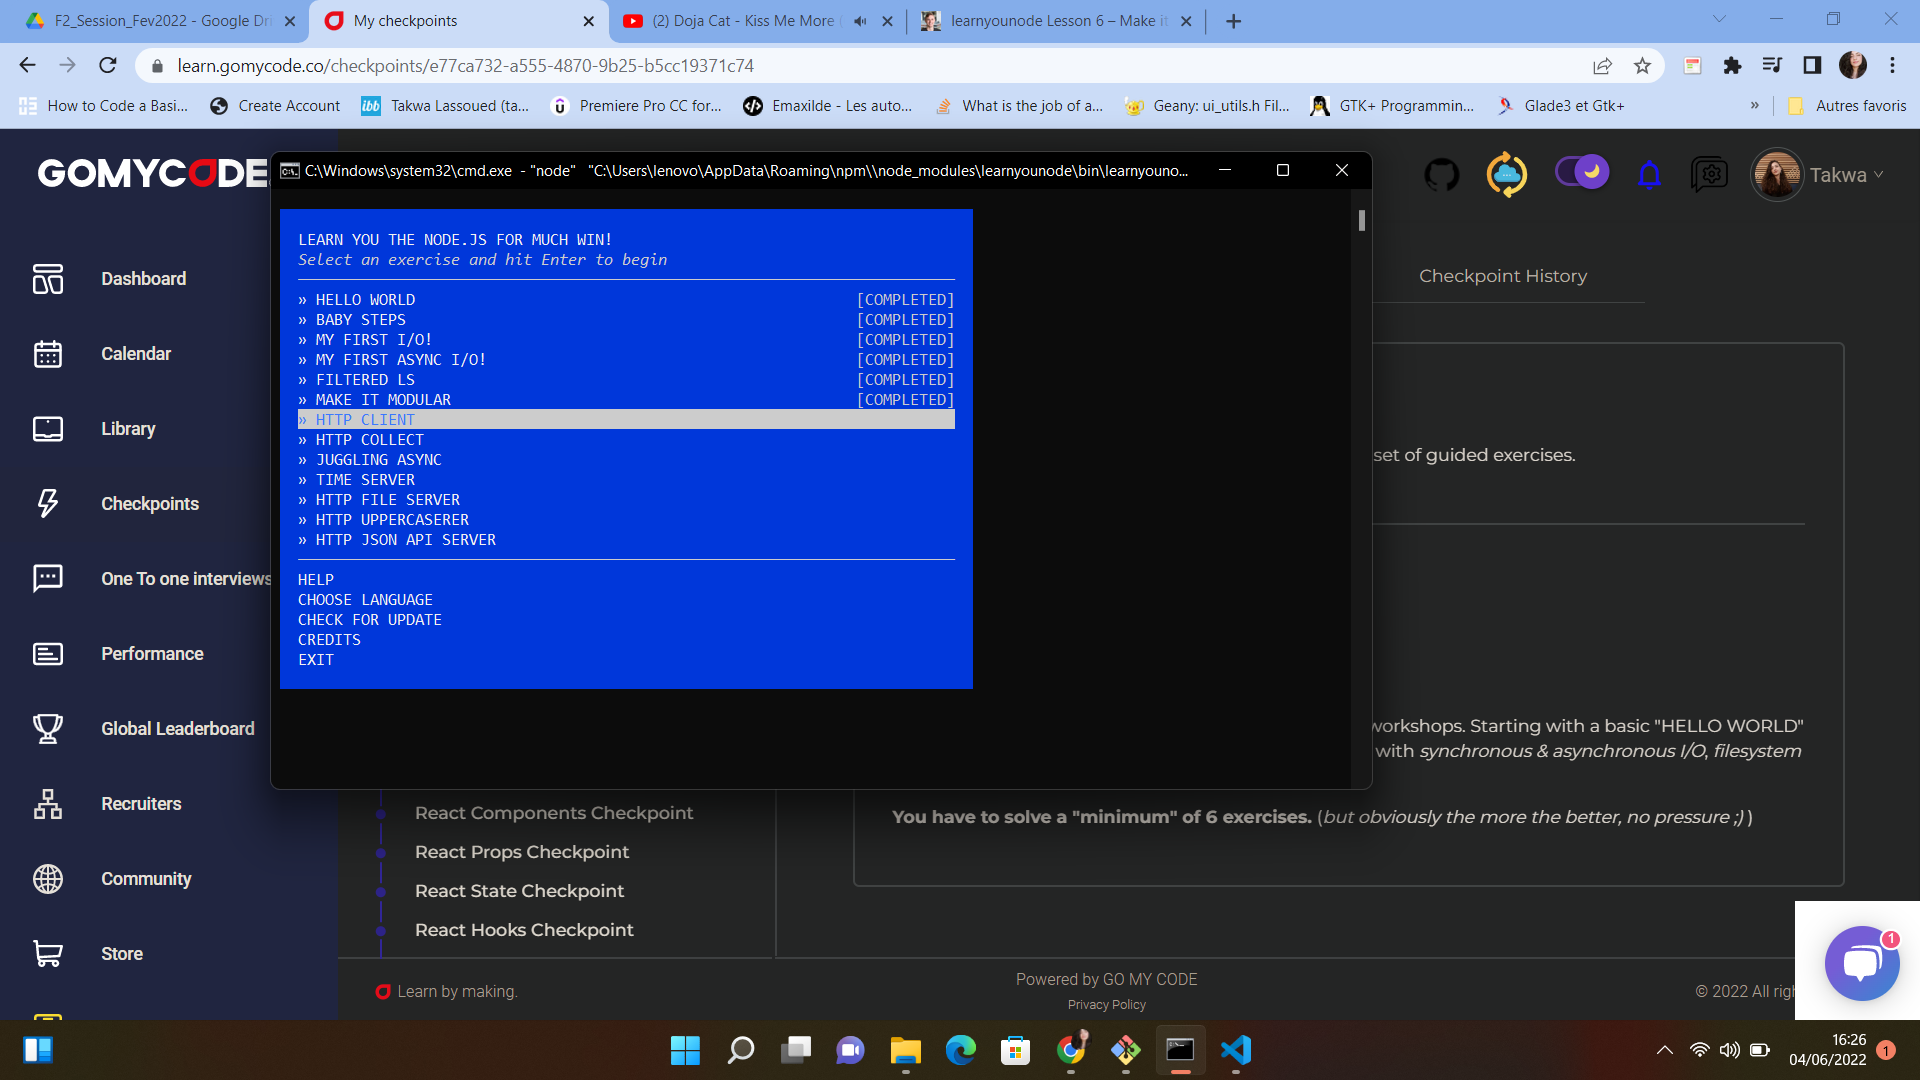 F2_Session_Fev2022 - Google Dri
My checkpoints
(2) Doja Cat - Kiss Me More (
learnyounode Lesson 6 – Make it
learn.gomycode.co/checkpoints/e77ca732-a555-4870-9b25-b5cc19371c74
How to Code a Basi...
Create Account
ibb
Takwa Lassoued (ta...
Premiere Pro CC for...
Emaxilde - Les auto...
What is the job of a...
Geany: ui_utils.h Fil...
GTK+ Programmin...
Glade3 et Gtk+
»
Autres favoris
GOMYCODE.
C:\Windows\system32\cmd.exe - "node" "C:\Users\lenovo\AppData\Roaming\npm\\node_modules\learnyounode\bin\learnyouno...
Takwa
LEARN YOU THE NODE.JS FOR MUCH WIN!
Select an exercise and hit Enter to begin
» HELLO WORLD [COMPLETED]
» BABY STEPS [COMPLETED]
» MY FIRST I/O! [COMPLETED]
» MY FIRST ASYNC I/O! [COMPLETED]
» FILTERED LS [COMPLETED]
» MAKE IT MODULAR [COMPLETED]
» HTTP CLIENT
» HTTP COLLECT
» JUGGLING ASYNC
» TIME SERVER
» HTTP FILE SERVER
» HTTP UPPERCASERER
» HTTP JSON API SERVER
HELP
CHOOSE LANGUAGE
CHECK FOR UPDATE
CREDITS
EXIT
Dashboard
Calendar
Library
Checkpoints
One To one interviews
Performance
Global Leaderboard
Recruiters
Community
Store
Checkpoint History
set of guided exercises.
workshops. Starting with a basic "HELLO WORLD"
with synchronous & asynchronous I/O, filesystem
You have to solve a "minimum" of 6 exercises. (but obviously the more the better, no pressure ;) )
React Components Checkpoint
React Props Checkpoint
React State Checkpoint
React Hooks Checkpoint
Learn by making.
Powered by GO MY CODE
Privacy Policy
© 2022 All righ
1
16:26
04/06/2022
1